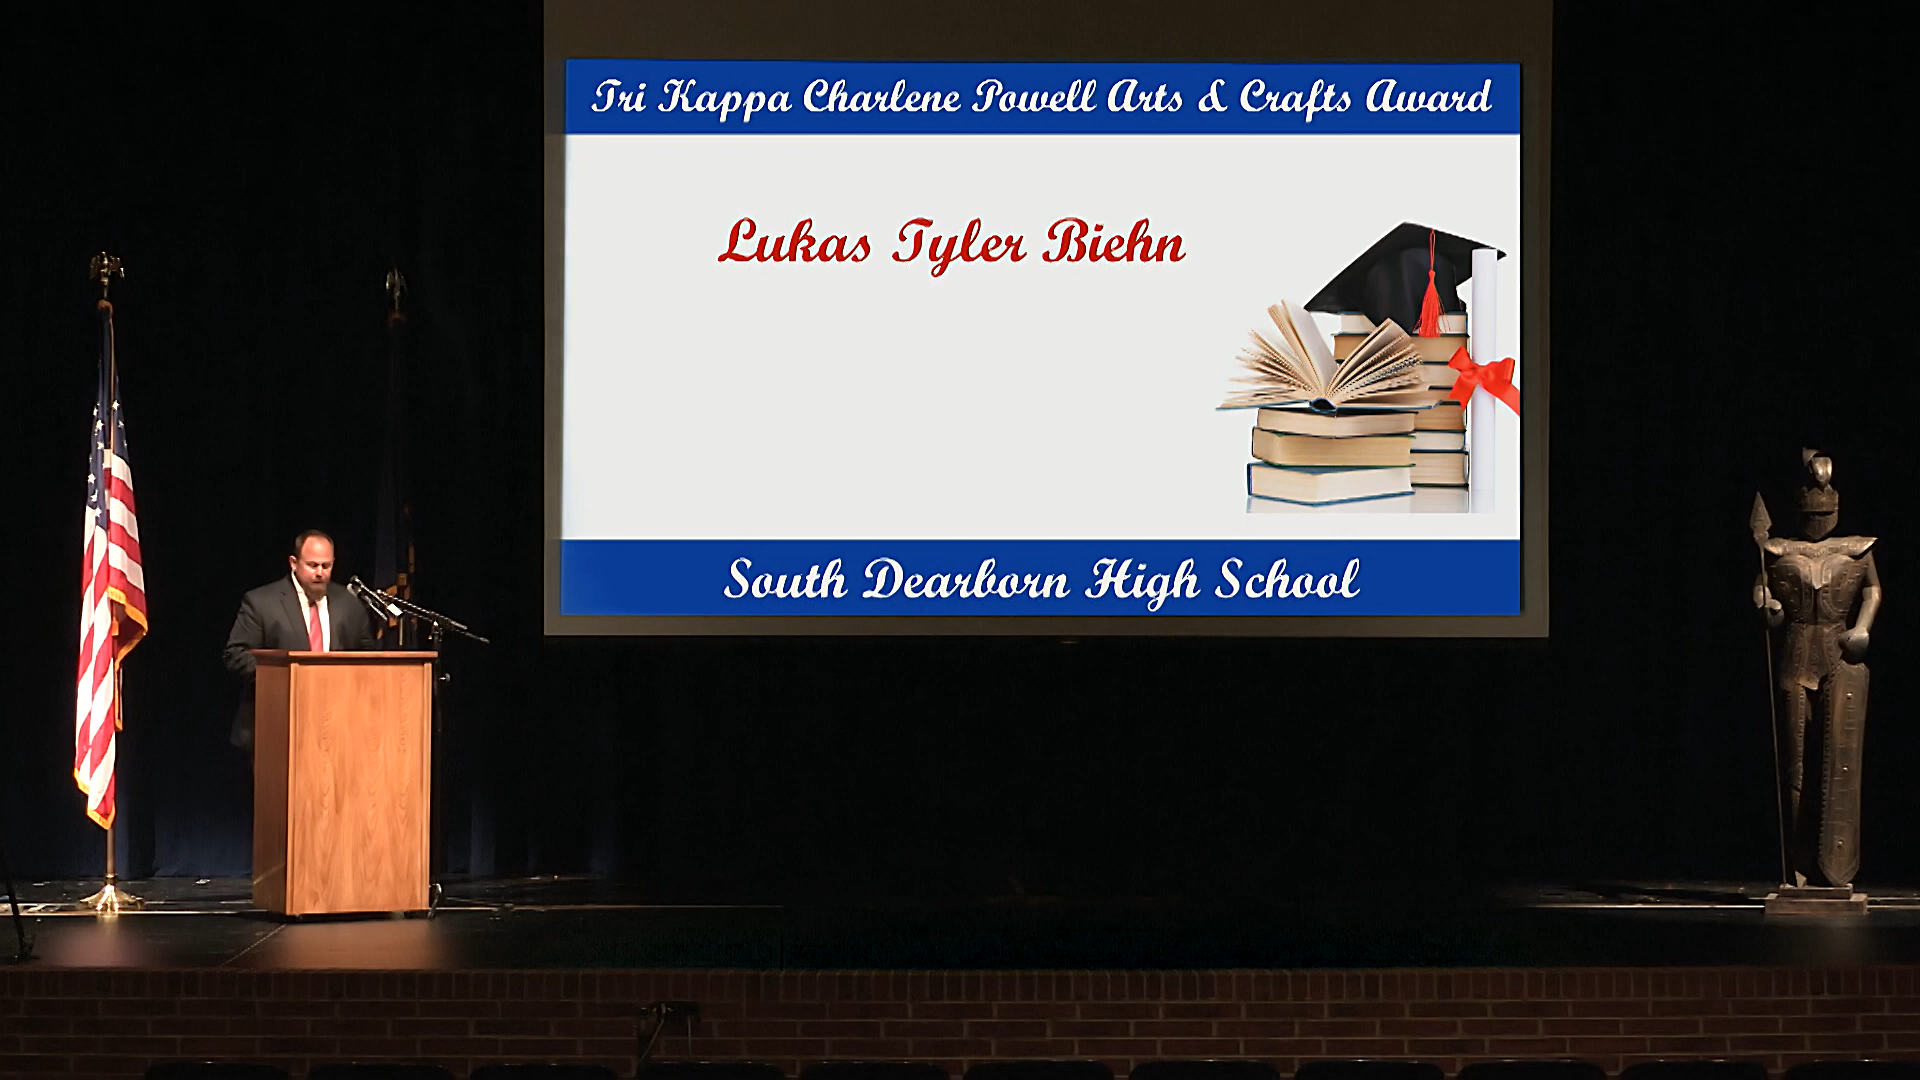 Tri Kappa Charlene Powell Arts & Crafts Award
Lukas Tyler Biehn
South Dearborn High School